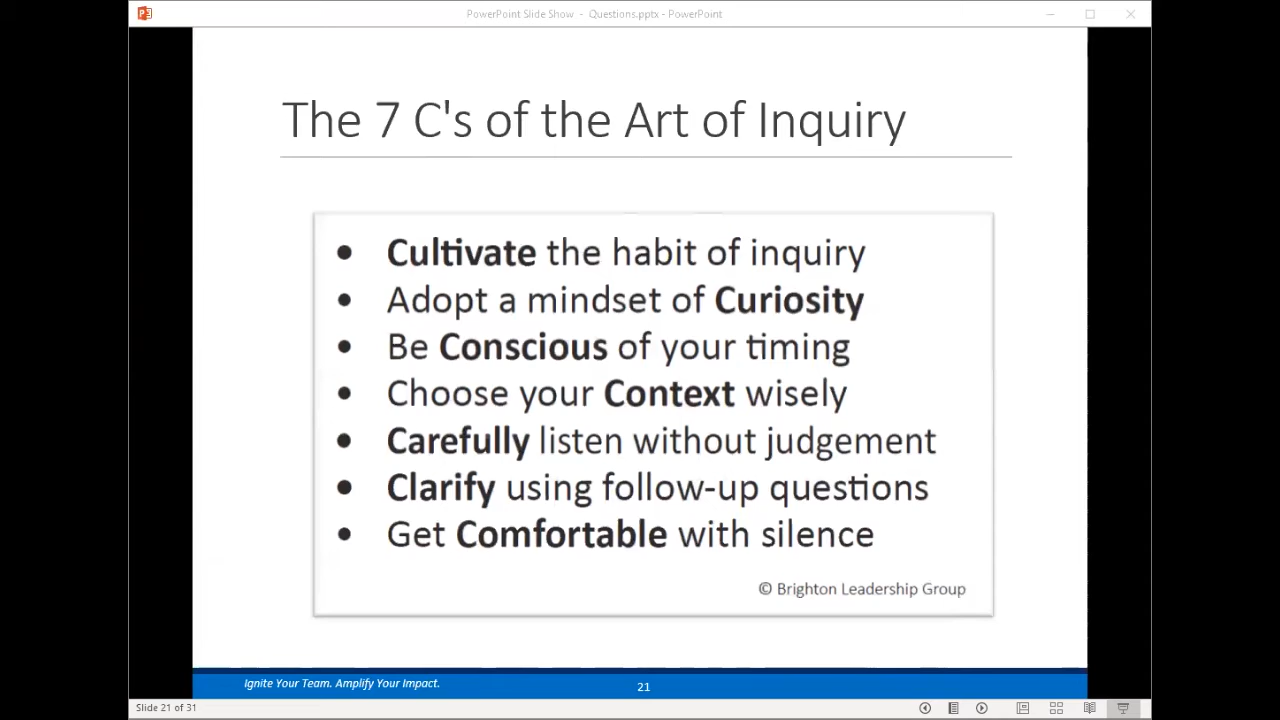 PowerPoint Slide Show - Questions.pptx - PowerPoint
The 7 C's of the Art of Inquiry
• Cultivate the habit of inquiry
• Adopt a mindset of Curiosity
• Be Conscious of your timing
• Choose your Context wisely
• Carefully listen without judgement
• Clarify using follow-up questions
• Get Comfortable with silence
© Brighton Leadership Group
Ignite Your Team. Amplify Your Impact.
21
Slide 21 of 31